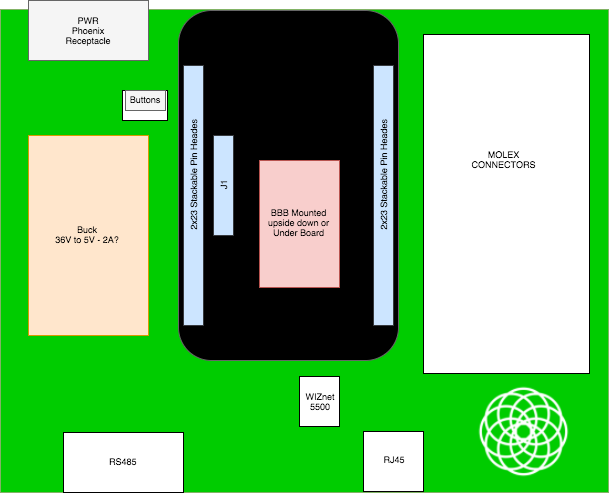 PWR
Phoenix
Receptacle
Buttons
2x23 Stackable Pin Heades
J1
2x23 Stackable Pin Heades
MOLEX
CONNECTORS
BBB Mounted
upside down or
Under Board
Buck
36V to 5V - 2A?
WIZnet
5500
RS485
RJ45